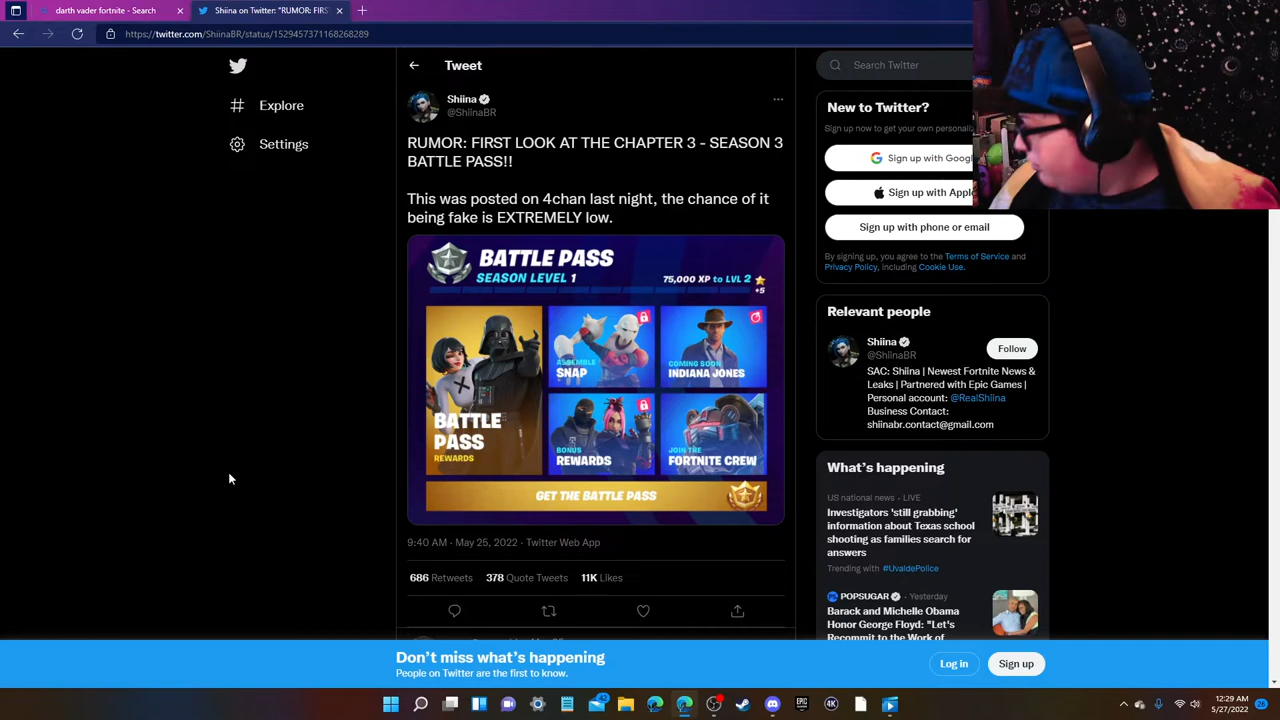 darth vader fortnite - Search
Shiina on Twitter: "RUMOR: FIRS
https://twitter.com/ShiinaBR/status/1529457371168268289
Explore
Settings
Tweet
Shiina
@ShiinaBR
RUMOR: FIRST LOOK AT THE CHAPTER 3 - SEASON 3
BATTLE PASS!!
This was posted on 4chan last night, the chance of it
being fake is EXTREMELY low.
BATTLE PASS
SEASON LEVEL 1
75,000 XP to LVL 2
+5
BATTLE
PASS
REWARDS
ASSEMBLE
SNAP
COMING SOON
INDIANA JONES
BONUS
REWARDS
JOIN THE
FORTNITE CREW
GET THE BATTLE PASS
9:40 AM · May 25, 2022 · Twitter Web App
686 Retweets 378 Quote Tweets 11K Likes
Search Twitter
New to Twitter?
Sign up now to get your own personaliz
Sign up with Goog
Sign up with Apple
Sign up with phone or email
By signing up, you agree to the Terms of Service and
Privacy Policy, including Cookie Use.
Relevant people
Shiina
@ShiinaBR
Follow
SAC: Shiina | Newest Fortnite News &
Leaks | Partnered with Epic Games |
Personal account: @RealShiina
Business Contact:
shiinabr.contact@gmail.com
What's happening
US national news · LIVE
Investigators 'still grabbing'
information about Texas school
shooting as families search for
answers
Trending with #UvaldePolice
POPSUGAR · Yesterday
Barack and Michelle Obama
Honor George Floyd: "Let's
Recommit to the Work of
Don't miss what's happening
People on Twitter are the first to know.
Log in
Sign up
EPIC
4K
12:29 AM
5/27/2022